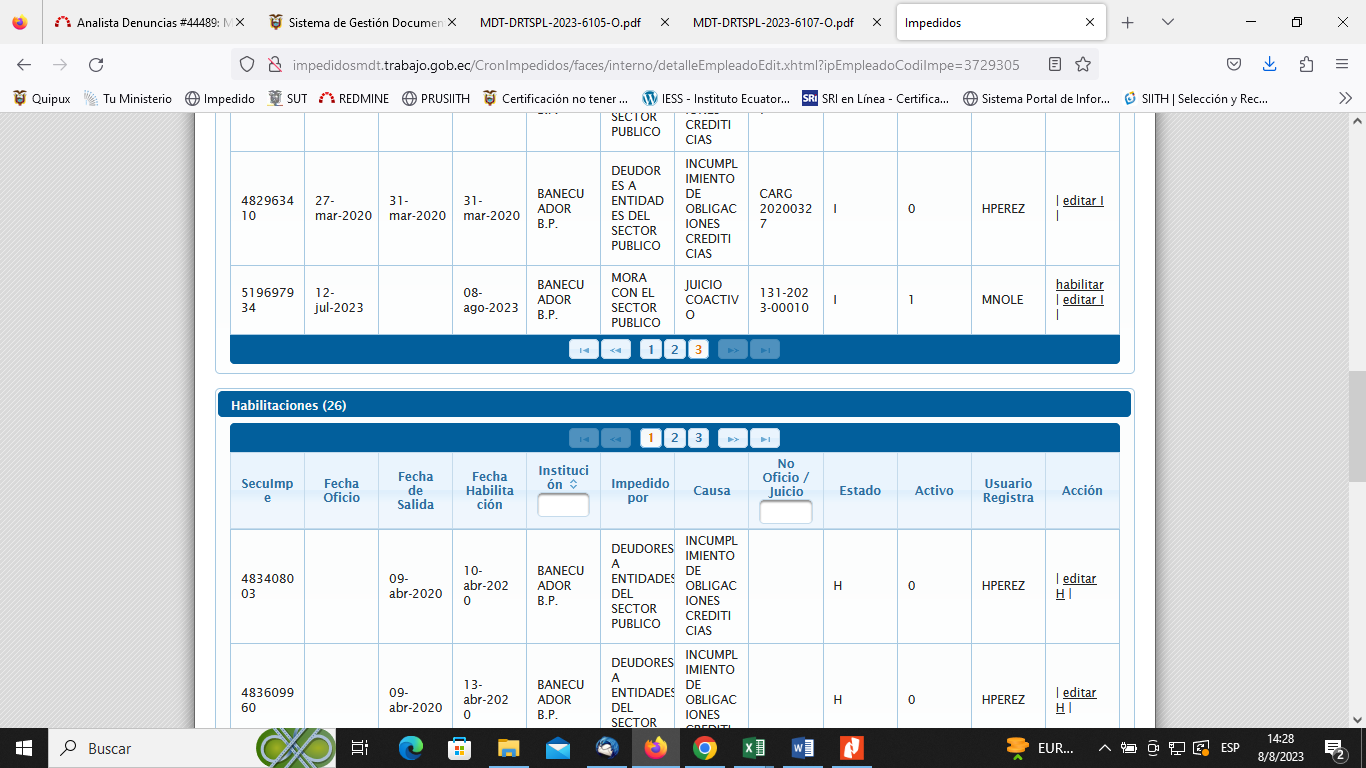 Analista Denuncias #44489: M
Sistema de Gestión Documen
MDT-DRTSPL-2023-6105-O.pdf
MDT-DRTSPL-2023-6107-O.pdf
Impedidos
impedidosmdt.trabajo.gob.ec/CronImpedidos/faces/interno/detalleEmpleadoEdit.xhtml?ipEmpleadoCodiImpe=3729305
Quipux
Tu Ministerio
Impedido
SUT
REDMINE
PRUSIITH
Certificación no tener ...
IESS - Instituto Ecuator...
SRi
SRI en Línea - Certifica...
Sistema Portal de Infor...
SIITH | Selección y Rec...
SECTOR
PUBLICO
CREDITI
CIAS
4829634
10
27-
mar-2020
31-
mar-2020
31-
mar-2020
BANECU
ADOR
B.P.
DEUDOR
ES A
ENTIDAD
ES DEL
SECTOR
PUBLICO
INCUMPL
IMIENTO
DE
OBLIGAC
IONES
CREDITI
CIAS
CARG
2020032
7
I
0
HPEREZ
| editar I
|
5196979
34
12-
jul-2023
08-
ago-2023
BANECU
ADOR
B.P.
MORA
CON EL
SECTOR
PUBLICO
JUICIO
COACTIV
O
131-202
3-00010
I
1
MNOLE
habilitar
| editar I
|
1 2 3
Habilitaciones (26)
1 2 3
SecuImp
e
Fecha
Oficio
Fecha
de
Salida
Fecha
Habilita
ción
Instituci
ón
Impedido
por
Causa
No
Oficio /
Juicio
Estado
Activo
Usuario
Registra
Acción
4834080
03
09-
abr-2020
10-
abr-202
0
BANECU
ADOR
B.P.
DEUDORES
A
ENTIDADES
DEL
SECTOR
PUBLICO
INCUMPL
IMIENTO
DE
OBLIGAC
IONES
CREDITI
CIAS
H
0
HPEREZ
| editar
H |
4836099
60
09-
abr-2020
13-
abr-202
0
BANECU
ADOR
B.P.
DEUDORES
A
ENTIDADES
DEL
SECTOR
INCUMPL
IMIENTO
DE
OBLIGAC
IONES
CREDITI
H
0
HPEREZ
| editar
H |
Buscar
EUR...
ESP
14:28
8/8/2023
2